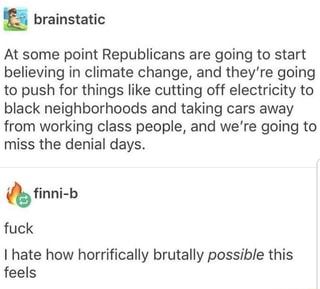 brainstatic
At some point Republicans are going to start
believing in climate change, and they're going
to push for things like cutting off electricity to
black neighborhoods and taking cars away
from working class people, and we're going to
miss the denial days.
finni-b
fuck
I hate how horrifically brutally possible this
feels